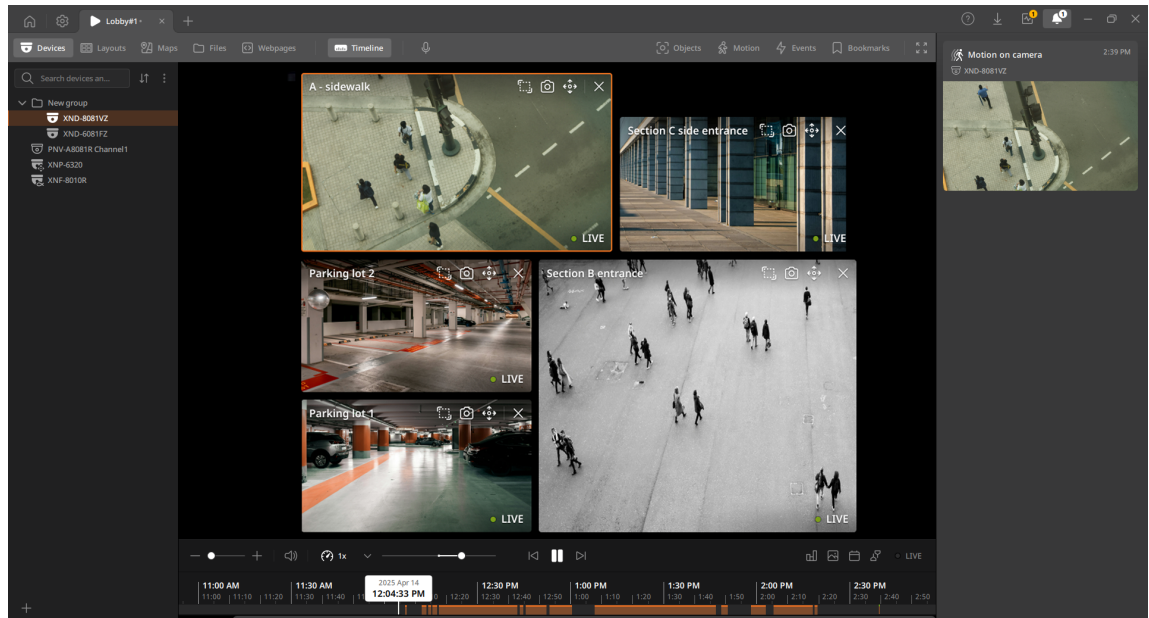 Lobby#1*
Devices
Layouts
Maps
Files
Webpages
Timeline
Objects
Motion
Events
Bookmarks
Search devices an...
New group
XND-8081VZ
XND-6081FZ
PNV-A8081R Channel1
XNP-6320
XNF-8010R
A - sidewalk
LIVE
Section C side entrance
LIVE
Parking lot 2
LIVE
Section B entrance
LIVE
Parking lot 1
LIVE
Motion on camera
2:39 PM
XND-8081VZ
1x
LIVE
11:00 AM
11:30 AM
2025 Apr 14
12:04:33 PM
12:30 PM
1:00 PM
1:30 PM
2:00 PM
2:30 PM
11:00
11:10
11:20
11:30
11:40
12:20
12:30
12:40
12:50
1:00
1:10
1:20
1:30
1:40
1:50
2:00
2:10
2:20
2:30
2:40
2:50